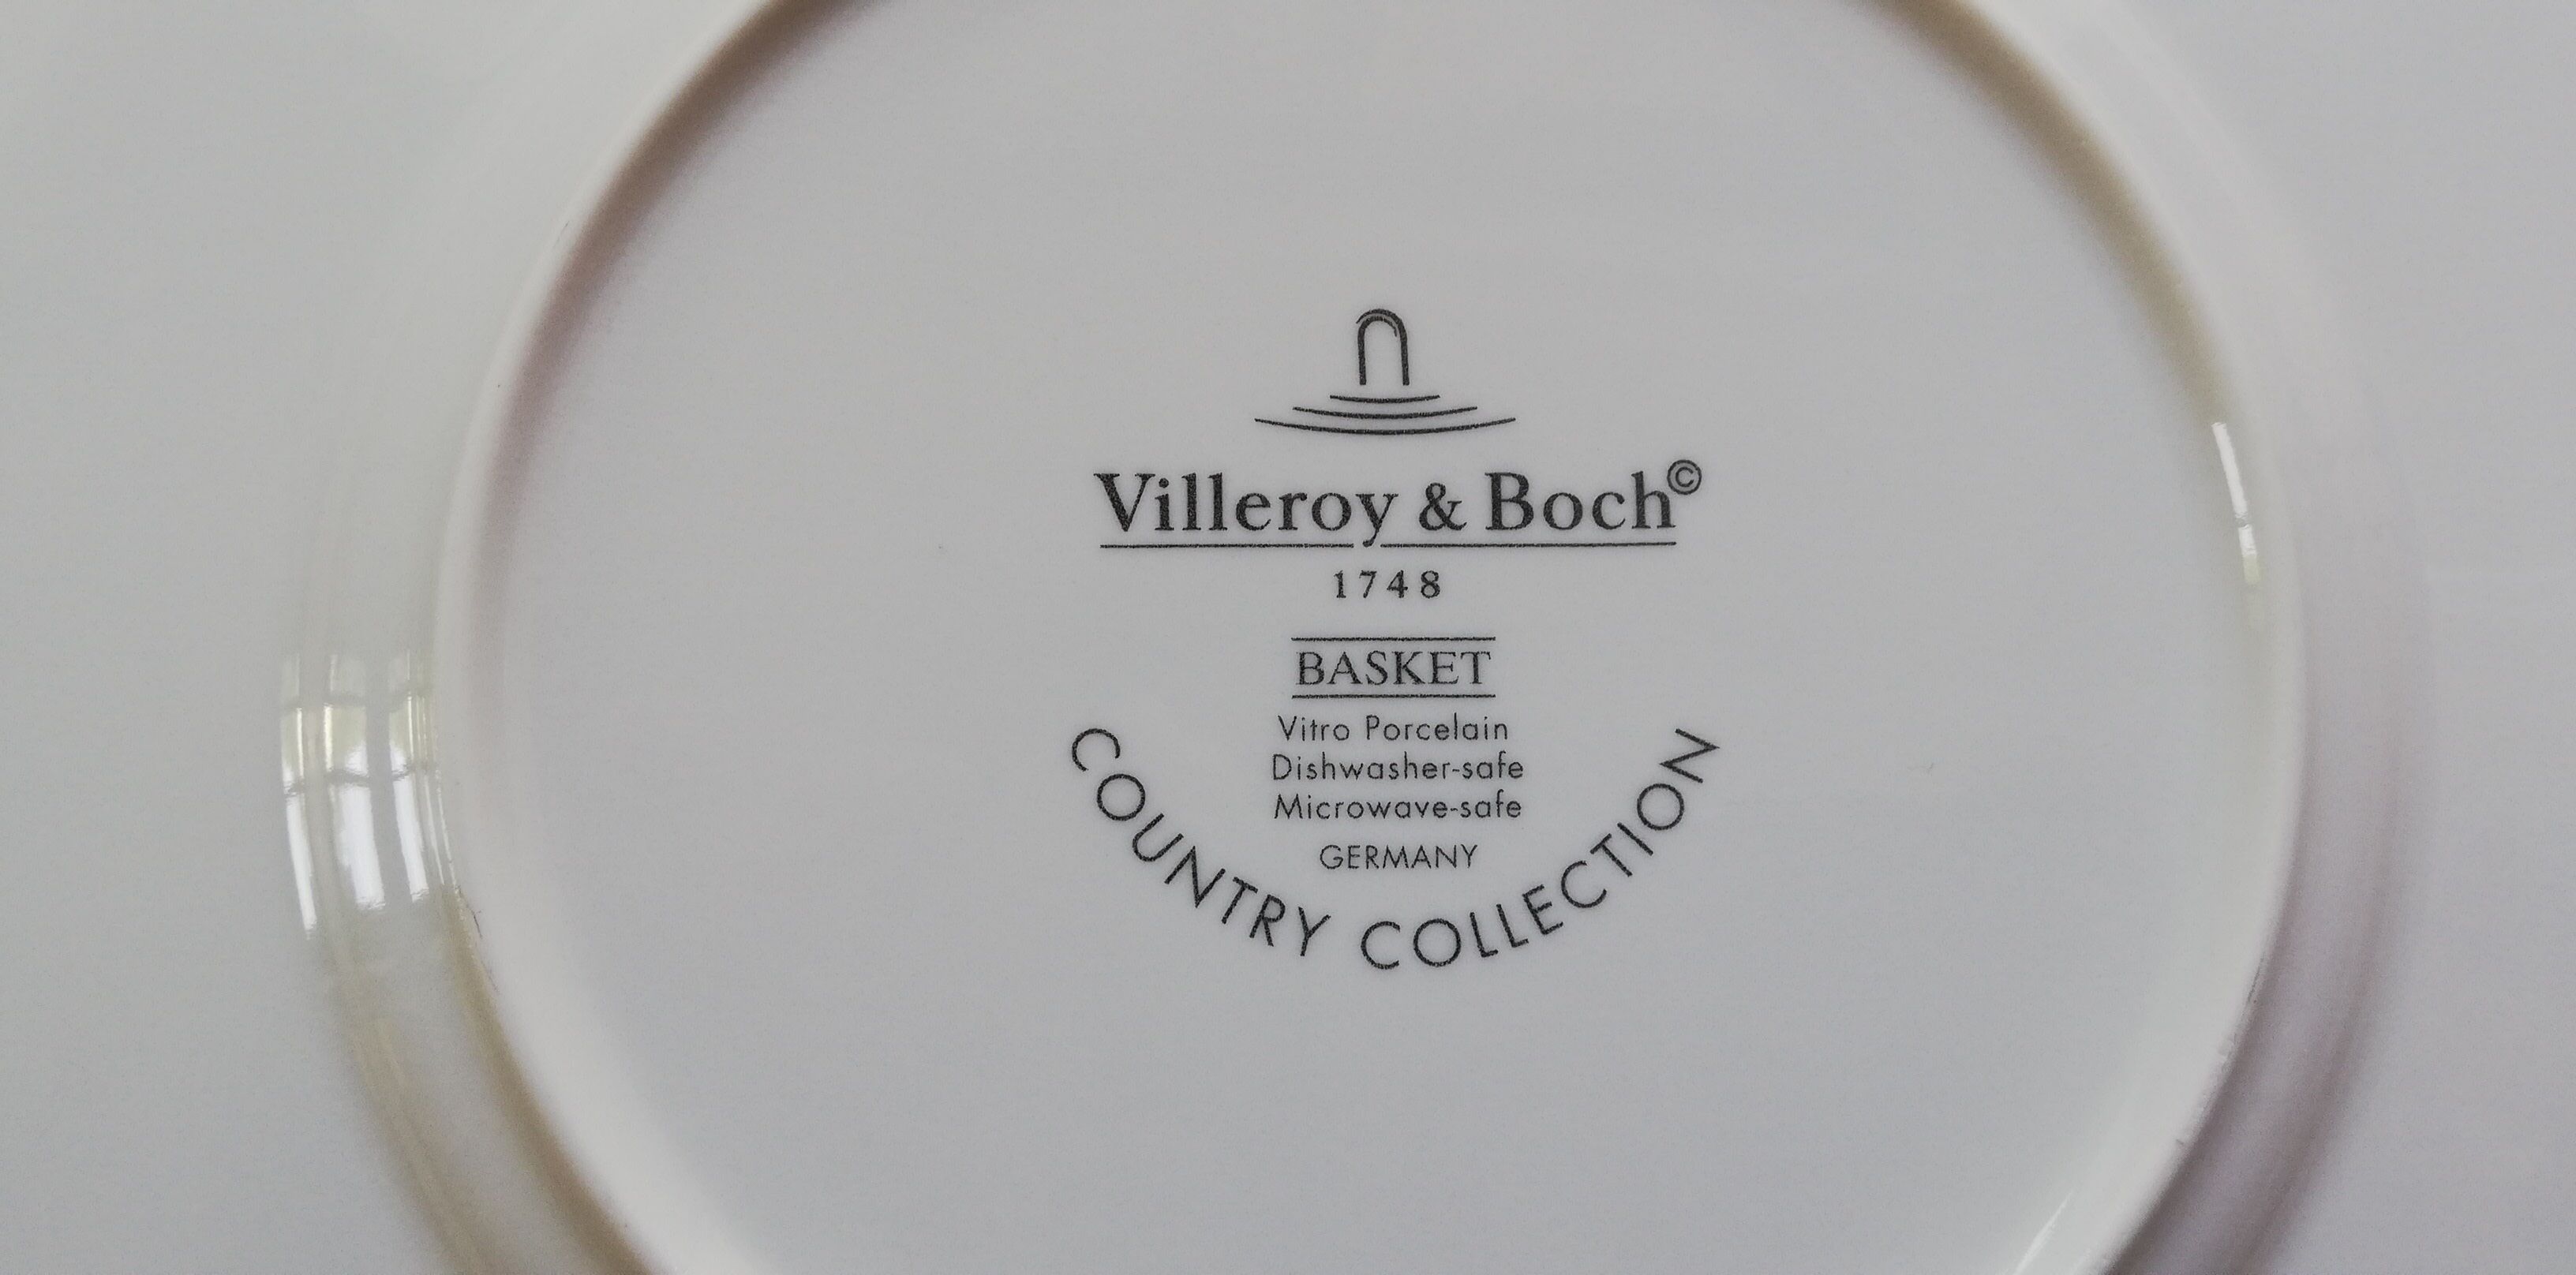 Villeroy & Boch©
1748
BASKET
Vitro Porcelain
Dishwasher-safe
Microwave-safe
GERMANY
COUNTRY COLLECTION